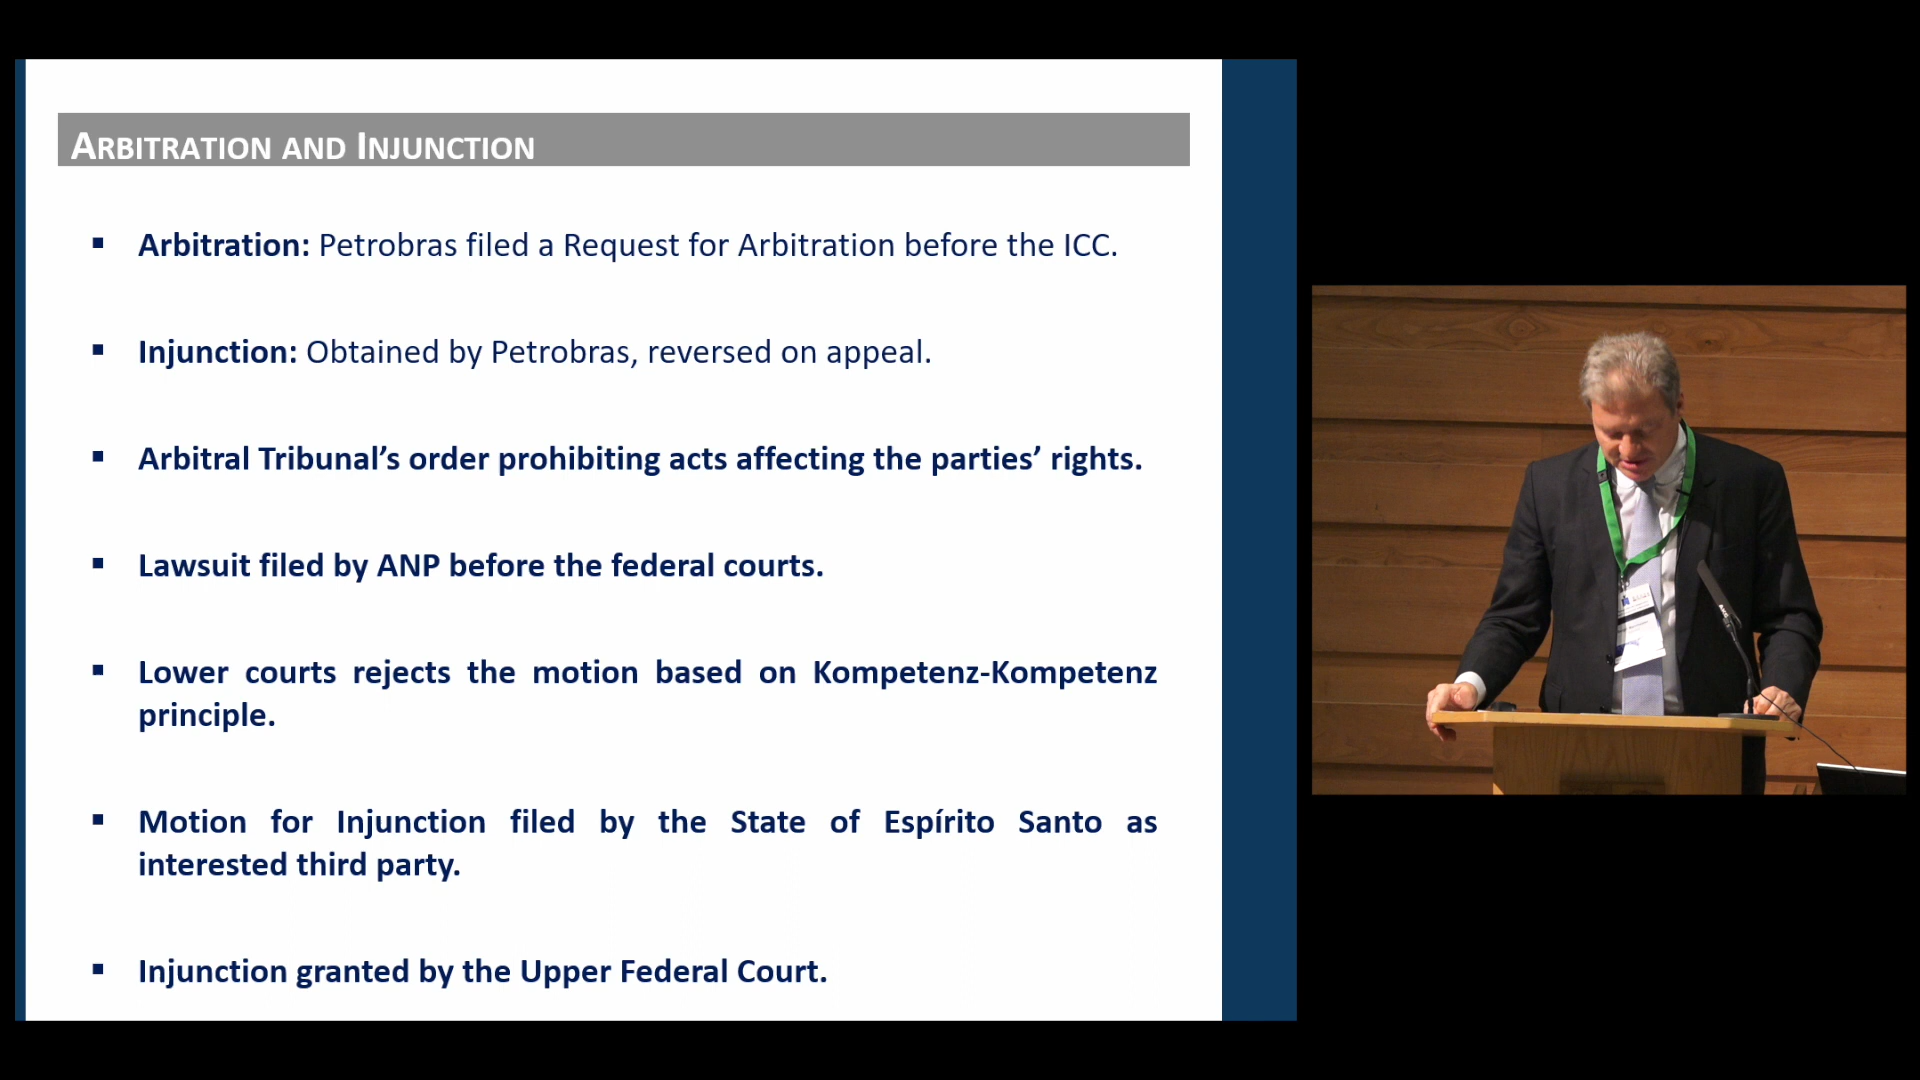 ARBITRATION AND INJUNCTION
▪ Arbitration: Petrobras filed a Request for Arbitration before the ICC.
▪ Injunction: Obtained by Petrobras, reversed on appeal.
▪ Arbitral Tribunal’s order prohibiting acts affecting the parties’ rights.
▪ Lawsuit filed by ANP before the federal courts.
▪ Lower courts rejects the motion based on Kompetenz-Kompetenz
principle.
▪ Motion for Injunction filed by the State of Espírito Santo as
interested third party.
▪ Injunction granted by the Upper Federal Court.
AKG